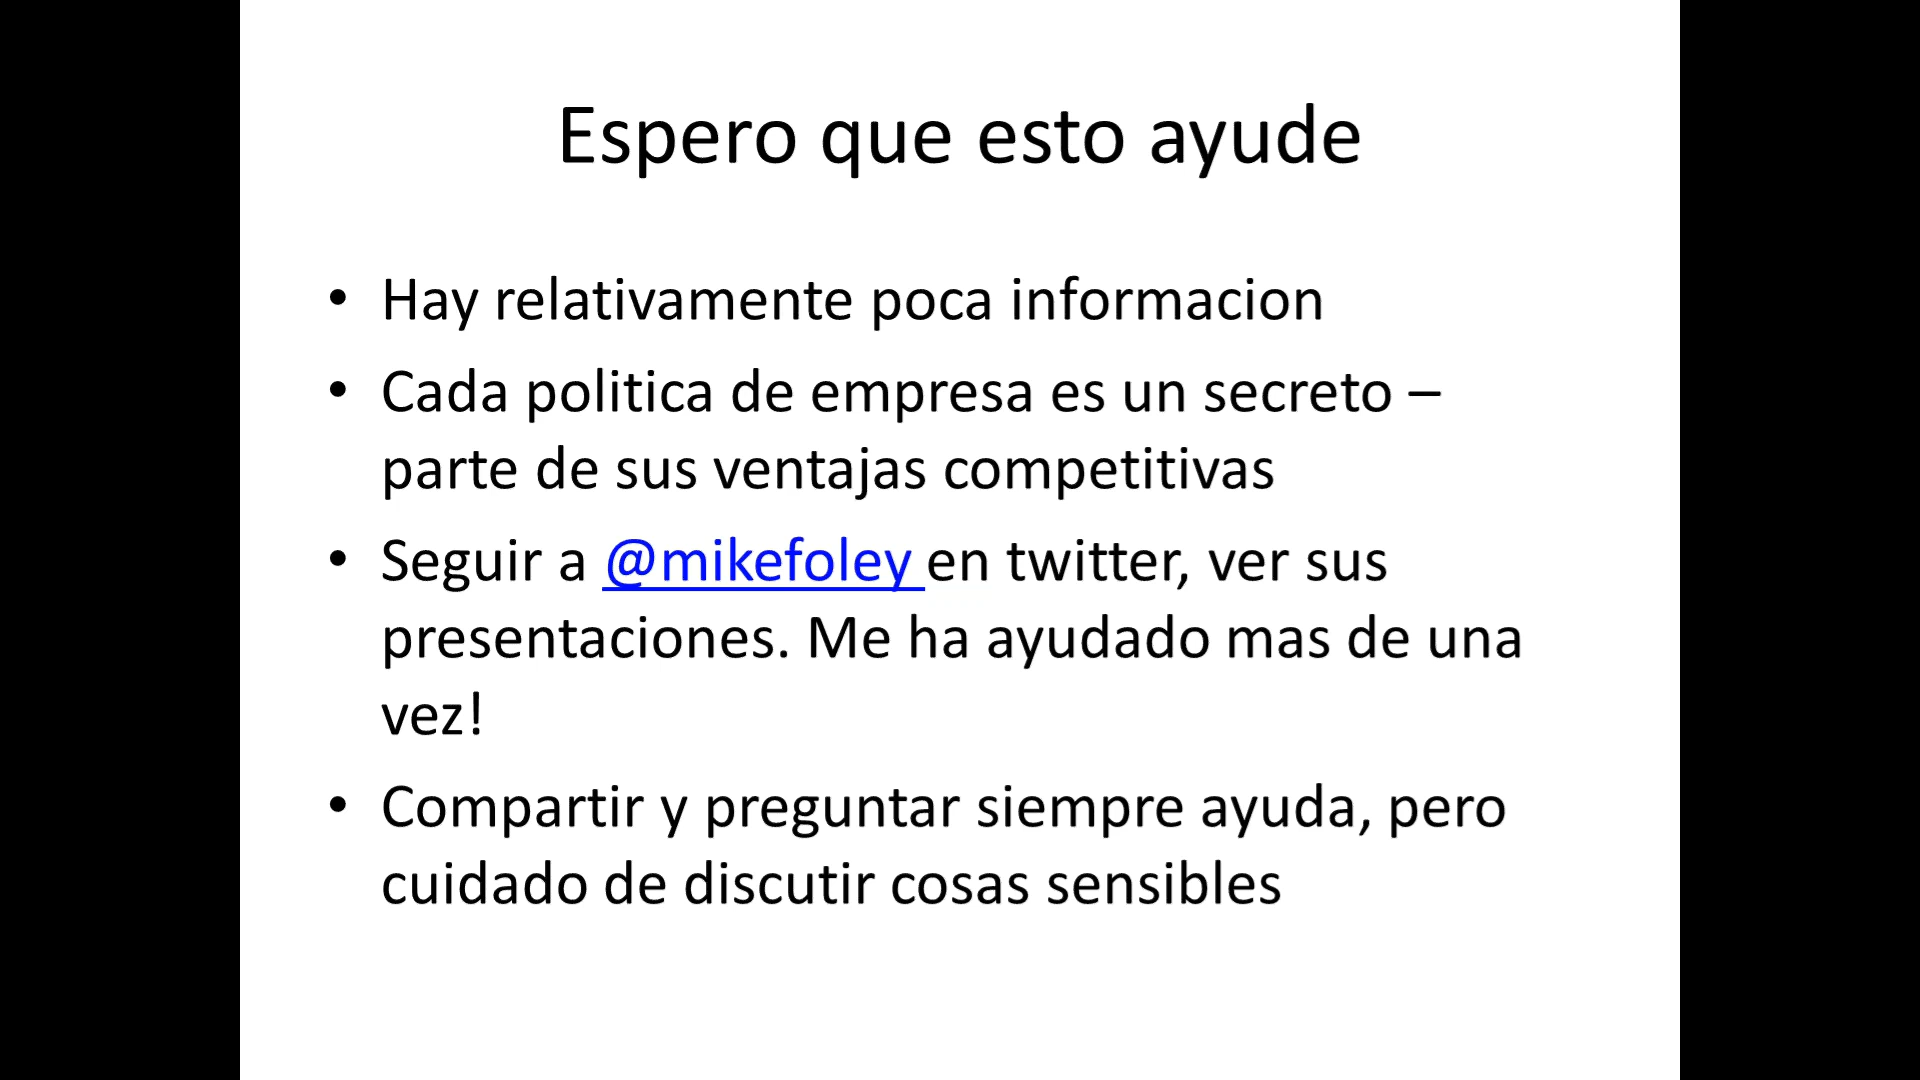 Espero que esto ayude
• Hay relativamente poca informacion
• Cada politica de empresa es un secreto –
parte de sus ventajas competitivas
• Seguir a @mikefoley en twitter, ver sus
presentaciones. Me ha ayudado mas de una
vez!
• Compartir y preguntar siempre ayuda, pero
cuidado de discutir cosas sensibles